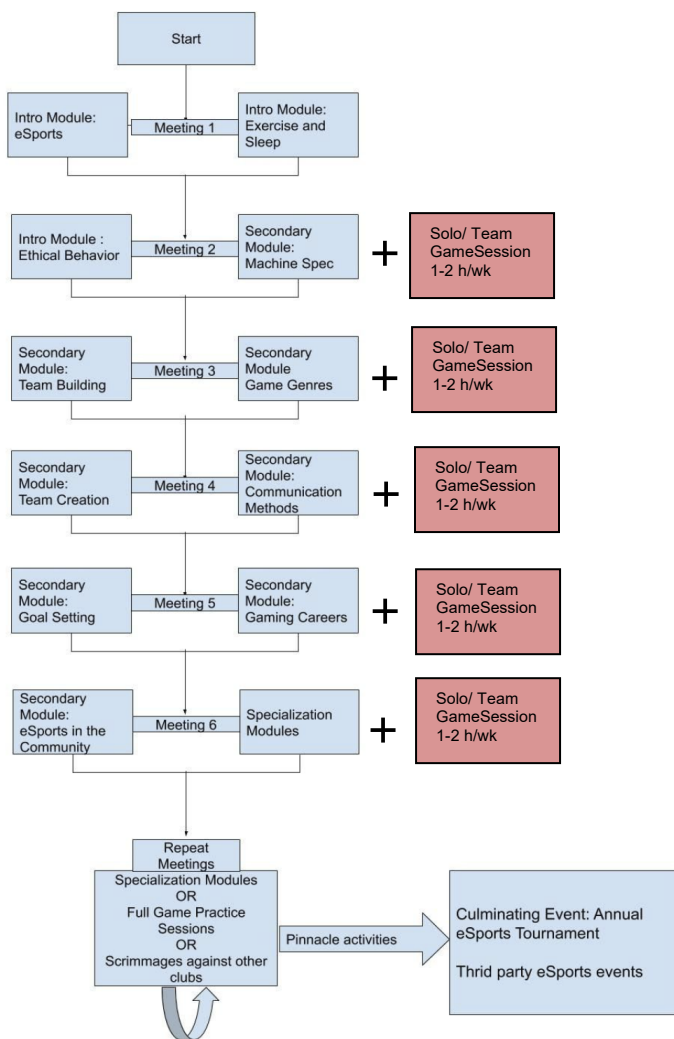 Start
Intro Module:
eSports
Meeting 1
Intro Module:
Exercise and
Sleep
Intro Module :
Ethical Behavior
Meeting 2
Secondary
Module:
Machine Spec
+
Solo/ Team
GameSession
1-2 h/wk
Secondary
Module:
Team Building
Meeting 3
Secondary
Module
Game Genres
+
Solo/ Team
GameSession
1-2 h/wk
Secondary
Module:
Team Creation
Meeting 4
Secondary
Module:
Communication
Methods
+
Solo/ Team
GameSession
1-2 h/wk
Secondary
Module:
Goal Setting
Meeting 5
Secondary
Module:
Gaming Careers
+
Solo/ Team
GameSession
1-2 h/wk
Secondary
Module:
eSports in the
Community
Meeting 6
Specialization
Modules
+
Solo/ Team
GameSession
1-2 h/wk
Repeat
Meetings
Specialization Modules
OR
Full Game Practice
Sessions
OR
Scrimmages against other
clubs
Pinnacle activities
Culminating Event: Annual
eSports Tournament
Thrid party eSports events